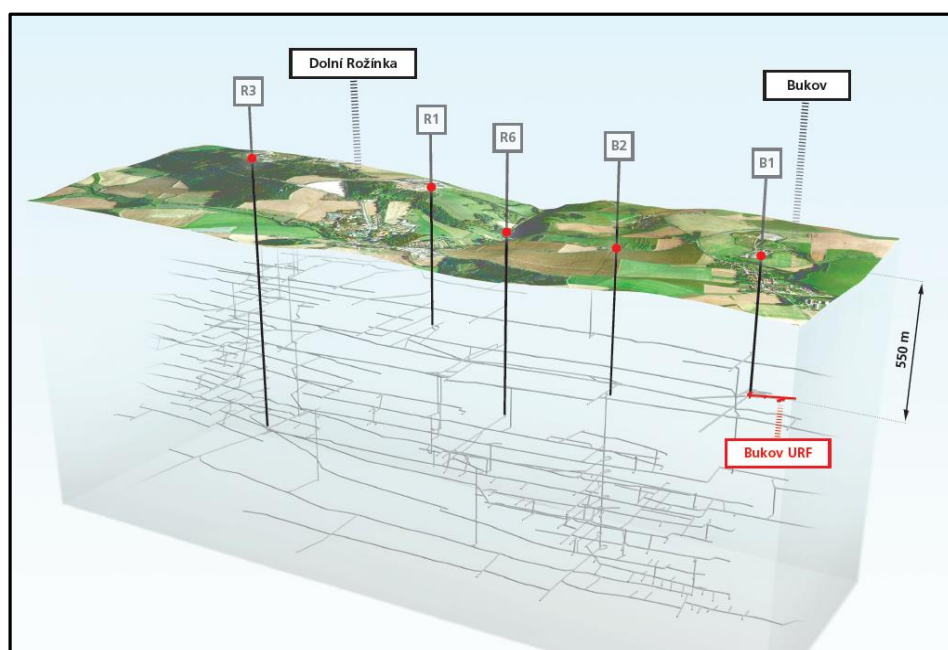 Dolní Rožínka
Bukov
R3
R1
R6
B2
B1
550 m
Bukov URF